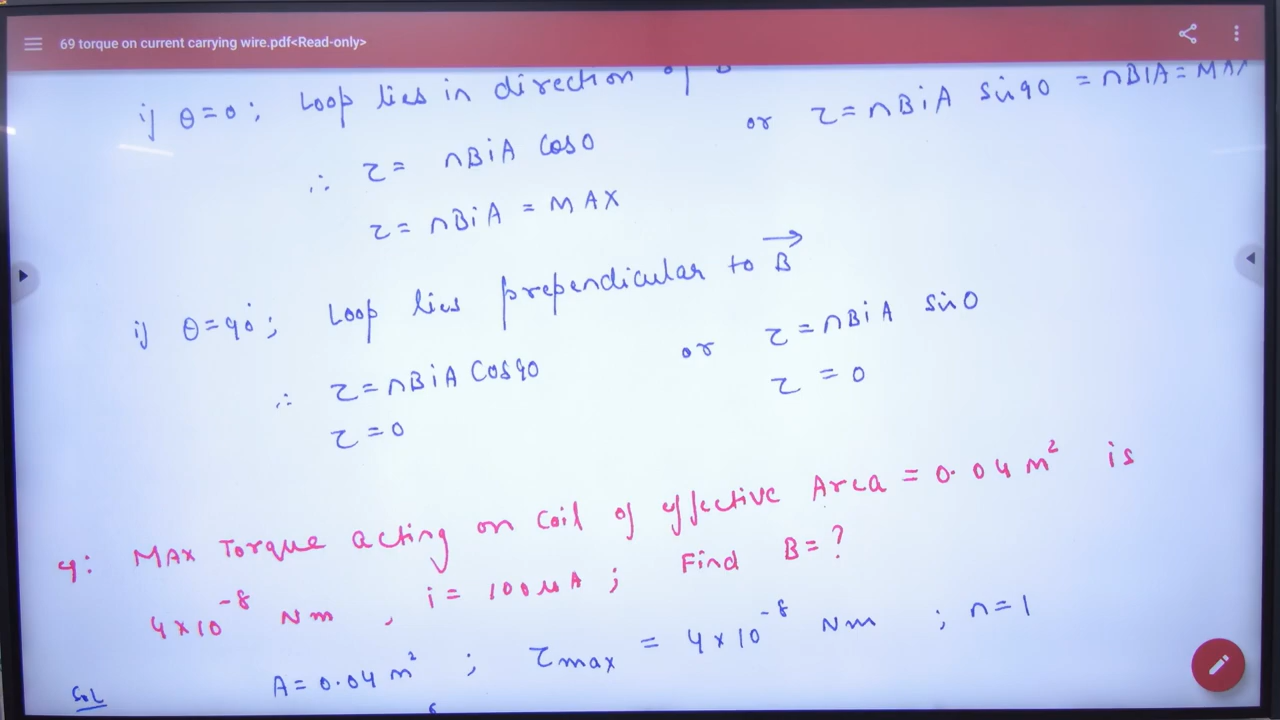 69 torque on current carrying wire.pdf<Read-only>
if θ=0 ; Loop lies in direction of B
or τ = nBiA sin90 = nBIA = MAX
∴ τ = nBiA Cos0
τ = nBiA = MAX
if θ=90° ; Loop lies prependicular to B→
∴ τ = nBiA Cos90 or τ = nBiA sin0
τ = 0 τ = 0
q: MAX Torque acting on Coil of effective Area = 0.04 m² is
4×10⁻⁸ Nm , i = 100 μA ; Find B = ?
Sol A = 0.04 m² ; τmax = 4×10⁻⁸ Nm ; n=1